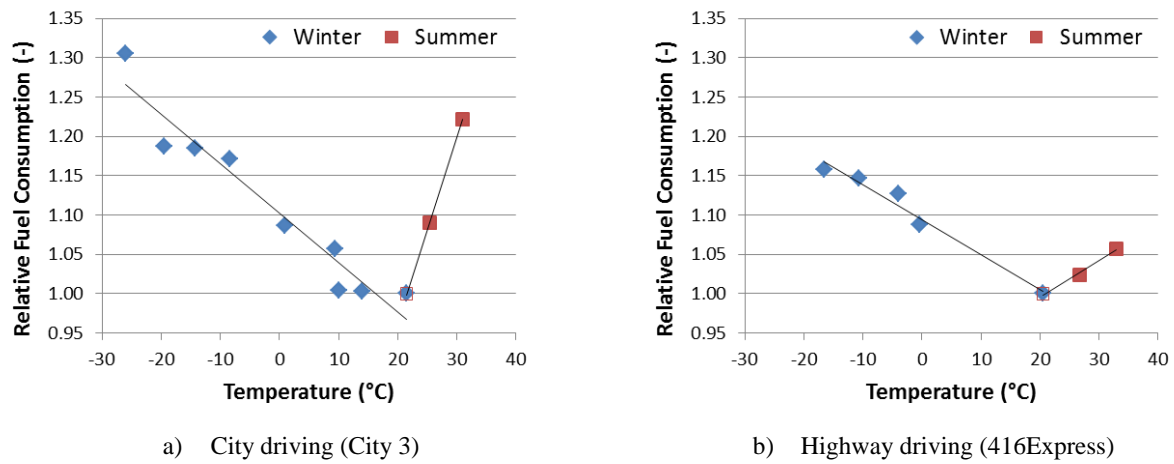 1.35
1.30
1.25
1.20
1.15
1.10
1.05
1.00
0.95
Relative Fuel Consumption (-)
Winter Summer
-30 -20 -10 0 10 20 30 40
Temperature (°C)
a) City driving (City 3)
1.35
1.30
1.25
1.20
1.15
1.10
1.05
1.00
0.95
Relative Fuel Consumption (-)
Winter Summer
-30 -20 -10 0 10 20 30 40
Temperature (°C)
b) Highway driving (416Express)